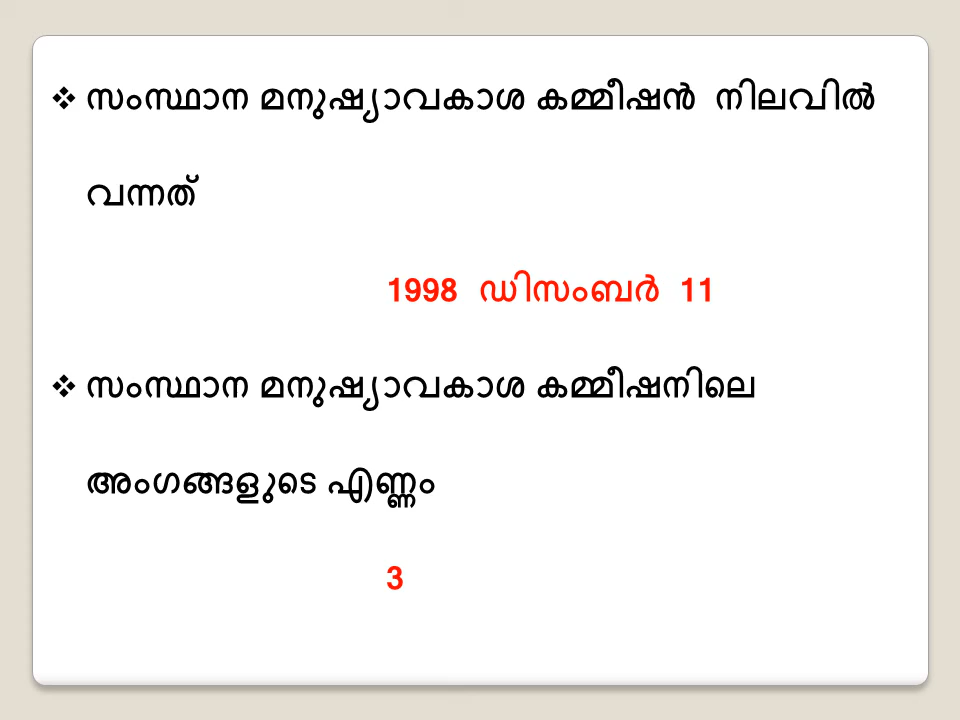 ❖ സംസ്ഥാന മനുഷ്യാവകാശ കമ്മീഷൻ നിലവിൽ
വന്നത്
1998 ഡിസംബർ 11
❖ സംസ്ഥാന മനുഷ്യാവകാശ കമ്മീഷനിലെ
അംഗങ്ങളുടെ എണ്ണം
3